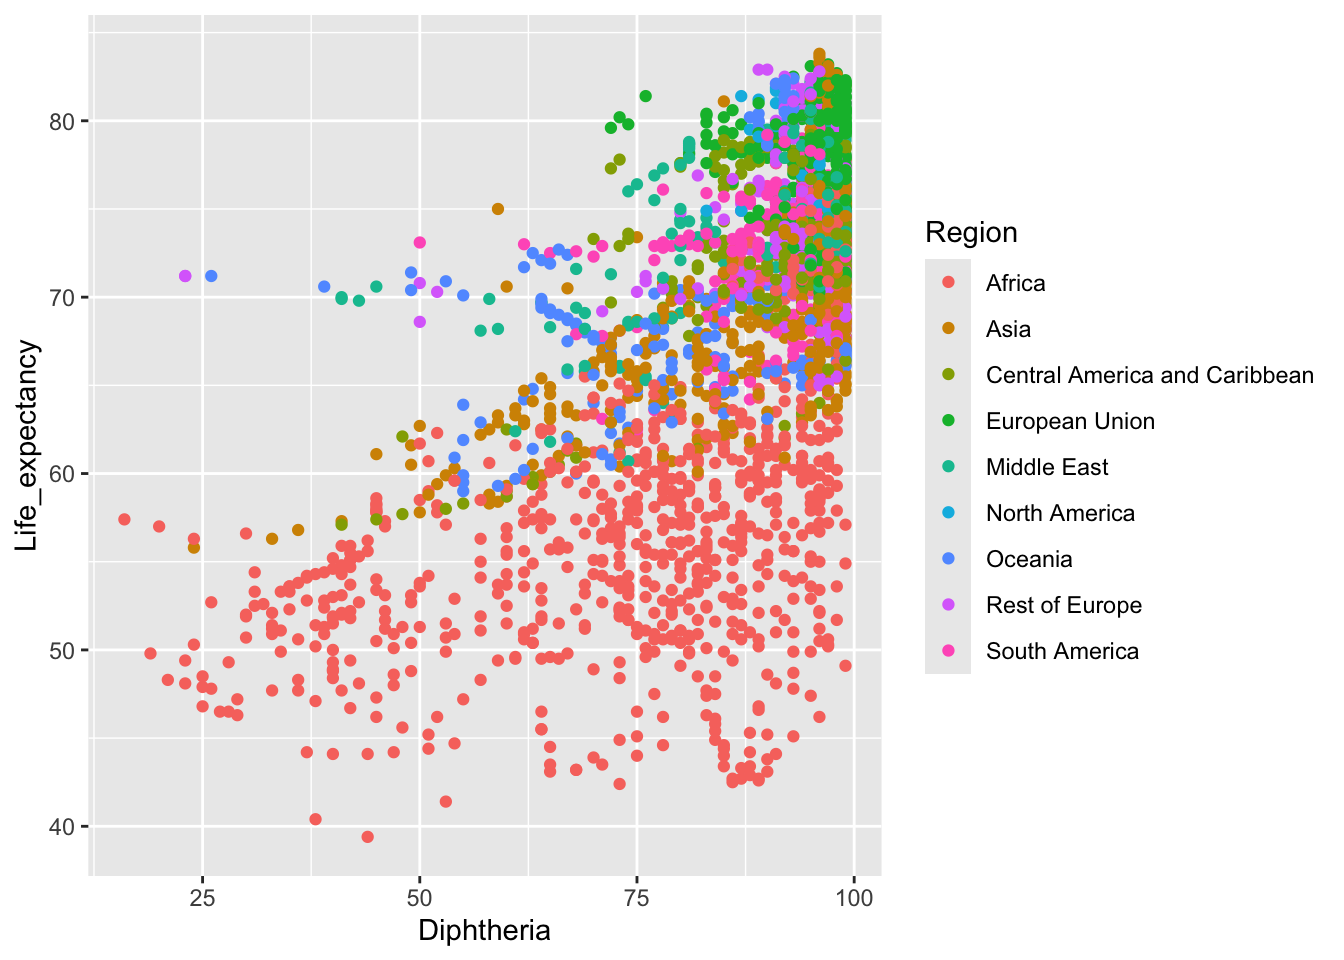 80
70
60
50
40
Life_expectancy
25 50 75 100
Diphtheria
Region
Africa
Asia
Central America and Caribbean
European Union
Middle East
North America
Oceania
Rest of Europe
South America